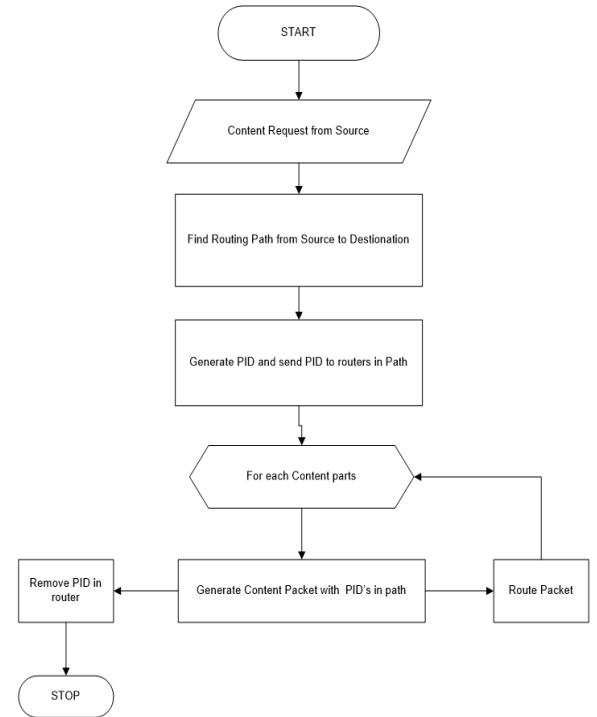 START
Content Request from Source
Find Routing Path from Source to Destionation
Generate PID and send PID to routers in Path
For each Content parts
Remove PID in
router
Generate Content Packet with PID's in path
Route Packet
STOP